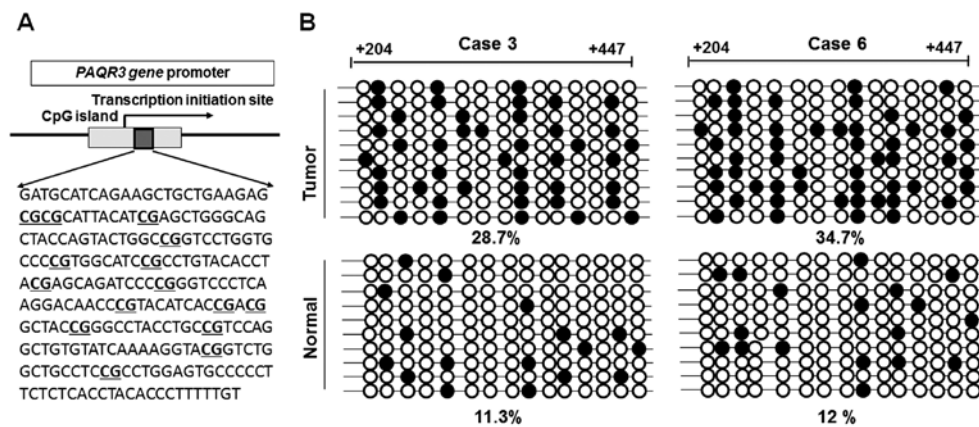 A
PAQR3 gene promoter
Transcription initiation site
CpG island
GATGCATCAGAAGCTGCTGAAGAG
CGCGCATTACATCGAGCTGGGCAG
CTACCAGTACTGGCCGGTCCTGGTG
CCCCGTGGCATCCGCCTGTACACCT
ACGAGCAGATCCCCGGGTCCCTCA
AGGACAACCCGTACATCACCGACG
GCTACCGGGCCTACCTGCCGTCCAG
GCTGTGTATCAAAAGGTACGGTCTG
GCTGCCTCCGCCTGGAGTGCCCCCT
TCTCTCACCTACACCCTTTTTGT
B
+204 Case 3 +447
+204 Case 6 +447
Tumor
28.7% 34.7%
Normal
11.3% 12 %